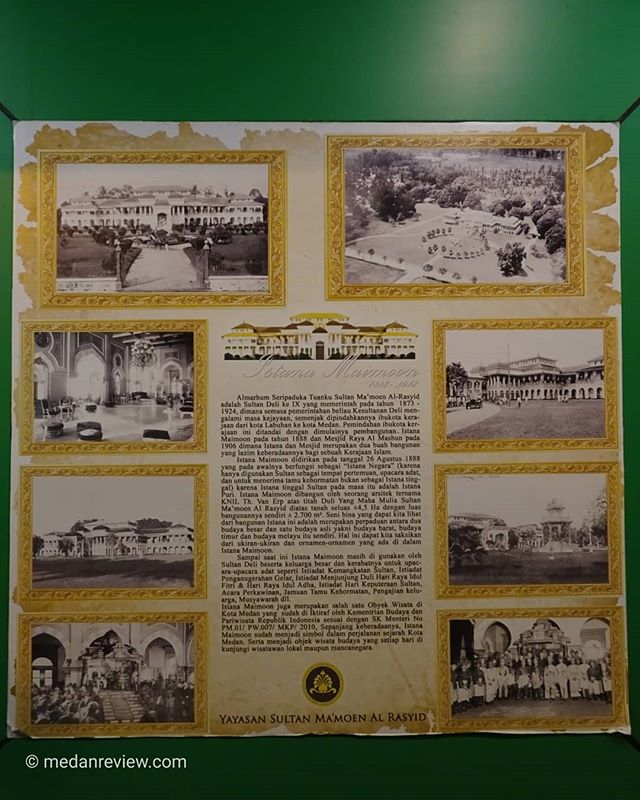 Istana Maimoon
1888 - 2013
Almarhum Seripaduka Tuanku Sultan Ma'moen Al-Rasyid
adalah Sultan Deli ke IX yang memerintah pada tahun 1873 -
1924, dimana semasa pemerintahan beliau Kesultanan Deli men-
galami masa kejayaan, semenjak dipindahkannya ibukota kera-
jaan dari kota Labuhan ke kota Medan. Pemindahan ibukota ker-
ajaan ini ditandai dengan dimulainya pembangunan. Istana
Maimoon pada tahun 1888 dan Mesjid Raya Al Mashun pada
1906 dimana Istana dan Mesjid merupakan dua buah bangunan
yang lazim keberadaannya bagi sebuah Kerajaan Islam.
Istana Maimoon didirikan pada tanggal 26 Agustus 1888
yang pada awalnya berfungsi sebagai "Istana Negara" (karena
hanya digunakan Sultan sebagai tempat pertemuan, upacara adat,
dan untuk menerima tamu kehormatan bukan sebagai Istana ting-
gal) karena Istana tinggal Sultan pada masa itu adalah Istana
Puri. Istana Maimoon dibangun oleh seorang arsitek ternama
KNIL Th. Van Erp atas titah Duli Yang Maha Mulia Sultan
Ma'moen Al Rasyid diatas tanah seluas ±4,5 Ha dengan luas
bangunannya sendiri ± 2.700 m². Seni bina yang dapat kita lihat
dari bangunan Istana ini adalah merupakan perpaduan antara dua
budaya besar dan satu budaya asli yakni budaya barat, budaya
timur dan budaya melayu itu sendiri. Hal ini dapat kita saksikan
dari ukiran-ukiran dan ornamen-ornamen yang ada di dalam
Istana Maimoon.
Sampai saat ini Istana Maimoon masih di gunakan oleh
Sultan Deli beserta keluarga besar dan kerabatnya untuk upac-
ara-upacara adat seperti Istiadat Kemangkatan Sultan, Istiadat
Penganugerahan Gelar, Istiadat Menjunjung Duli Hari Raya Idul
Fitri & Hari Raya Idul Adha, Istiadat Hari Keputeraan Sultan,
Acara Perkawinan, Jamuan Tamu Kehormatan, Pengajian kelu-
arga, Musyawarah dll.
Istana Maimoon juga merupakan salah satu Obyek Wisata di
Kota Medan yang sudah di Iktiraf oleh Kementrian Budaya dan
Pariwisata Republik Indonesia sesuai dengan SK Menteri No
PM.01/ PW.007/ MKP/ 2010, Sepanjang keberadaanya, Istana
Maimoon sudah menjadi simbol dalam perjalanan sejarah Kota
Medan. Serta menjadi objek wisata budaya yang setiap hari di
kunjungi wisatawan lokal maupun mancanegara.
YAYASAN SULTAN MA'MOEN AL RASYID
© medanreview.com